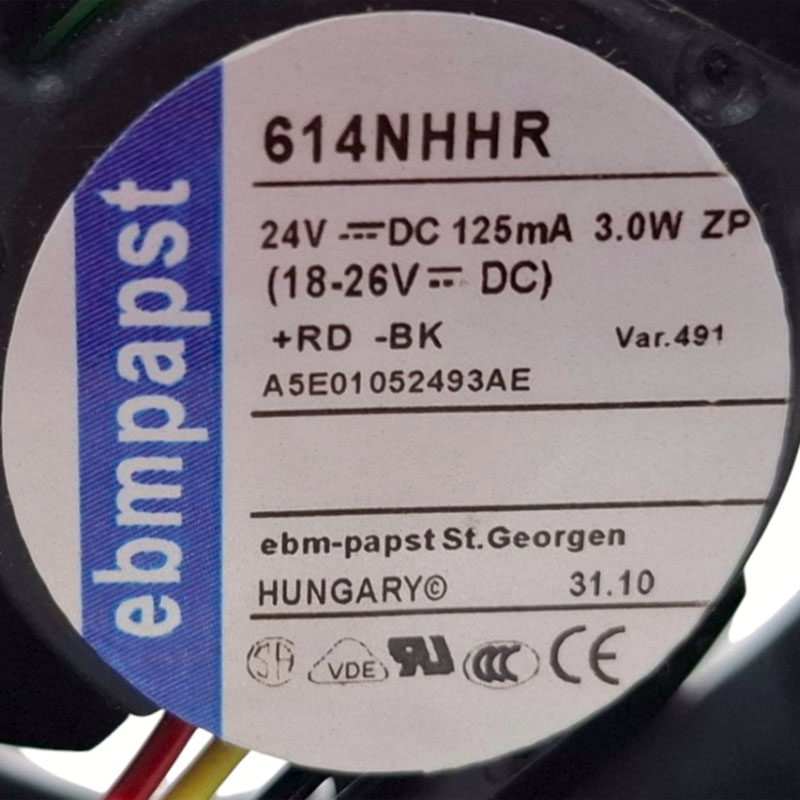 ebmpapst
614NHHR
24V ⎓ DC 125mA 3.0W ZP
(18-26V ⎓ DC)
+RD -BK Var.491
A5E01052493AE
ebm-papst St.Georgen
HUNGARY© 31.10
VDE CE